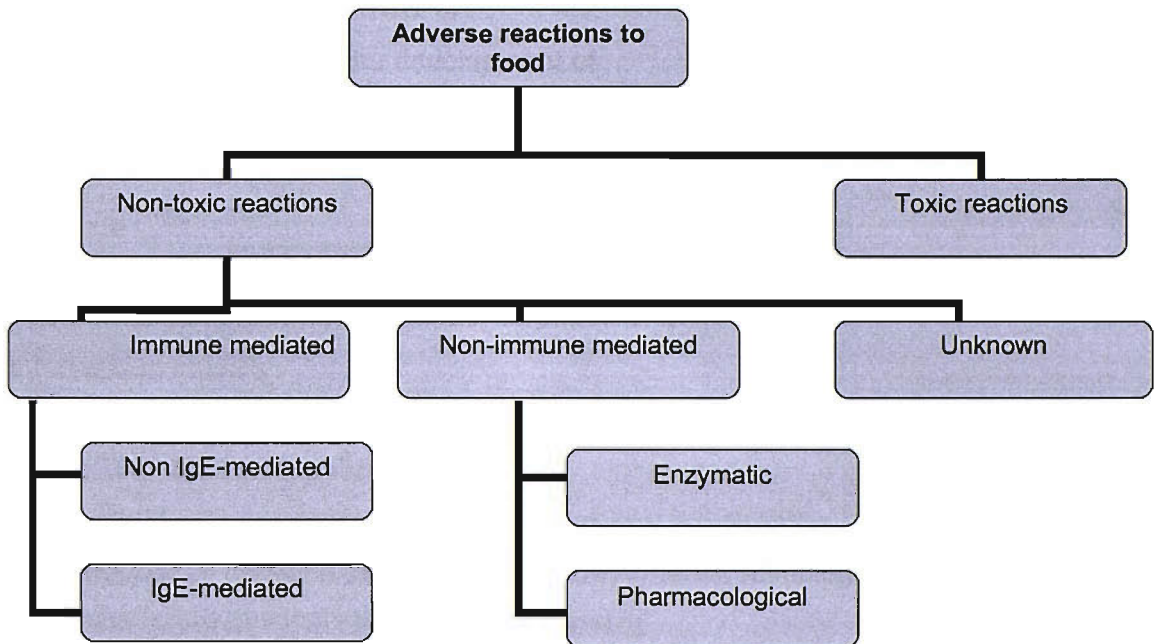 Adverse reactions to
food
Non-toxic reactions
Toxic reactions
Immune mediated
Non-immune mediated
Unknown
Non IgE-mediated
Enzymatic
IgE-mediated
Pharmacological